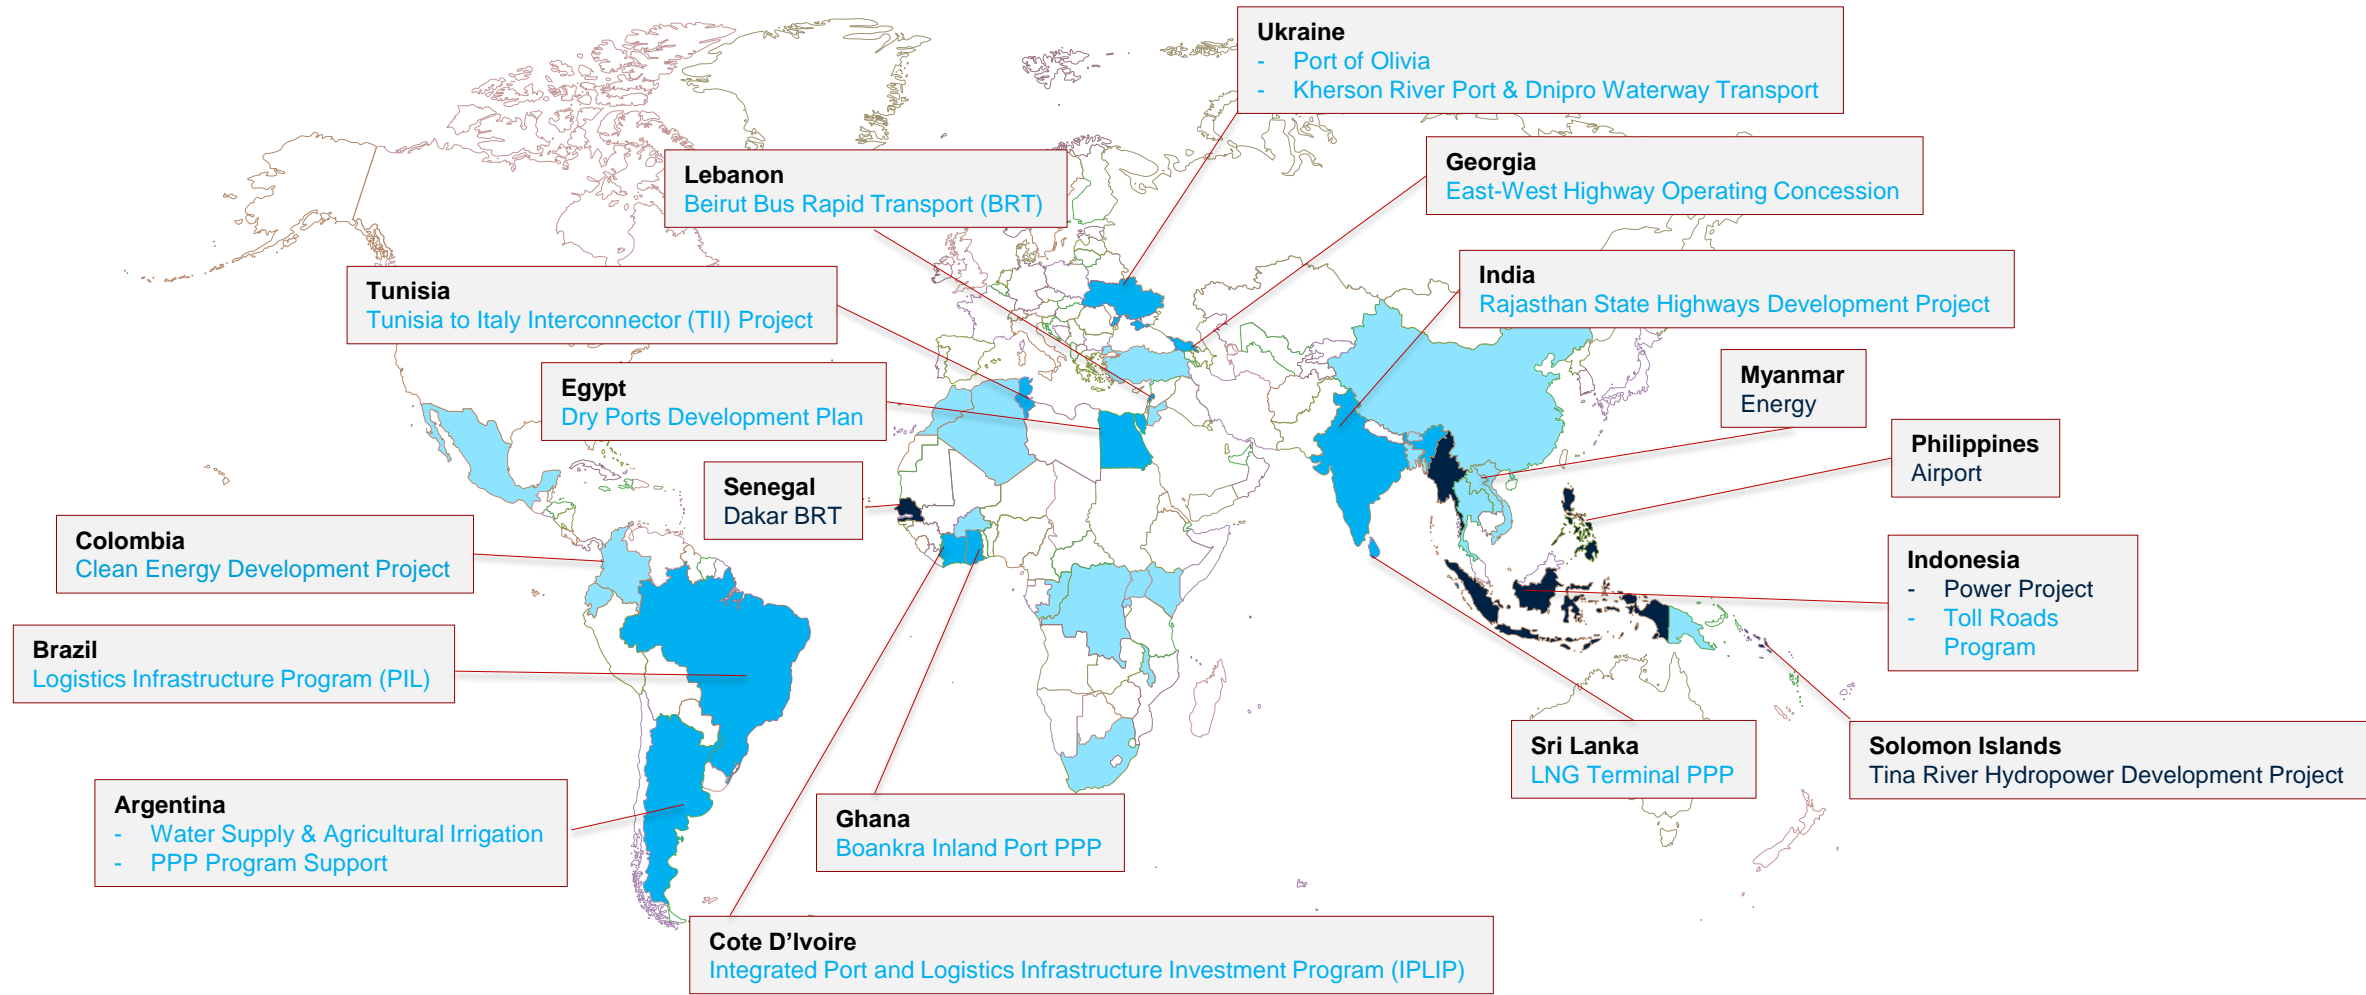 Ukraine
- Port of Olivia
- Kherson River Port & Dnipro Waterway Transport
Lebanon
Beirut Bus Rapid Transport (BRT)
Georgia
East-West Highway Operating Concession
Tunisia
Tunisia to Italy Interconnector (TII) Project
India
Rajasthan State Highways Development Project
Egypt
Dry Ports Development Plan
Myanmar
Energy
Philippines
Airport
Senegal
Dakar BRT
Colombia
Clean Energy Development Project
Indonesia
- Power Project
- Toll Roads
Program
Brazil
Logistics Infrastructure Program (PIL)
Sri Lanka
LNG Terminal PPP
Solomon Islands
Tina River Hydropower Development Project
Argentina
- Water Supply & Agricultural Irrigation
- PPP Program Support
Ghana
Boankra Inland Port PPP
Cote D’Ivoire
Integrated Port and Logistics Infrastructure Investment Program (IPLIP)